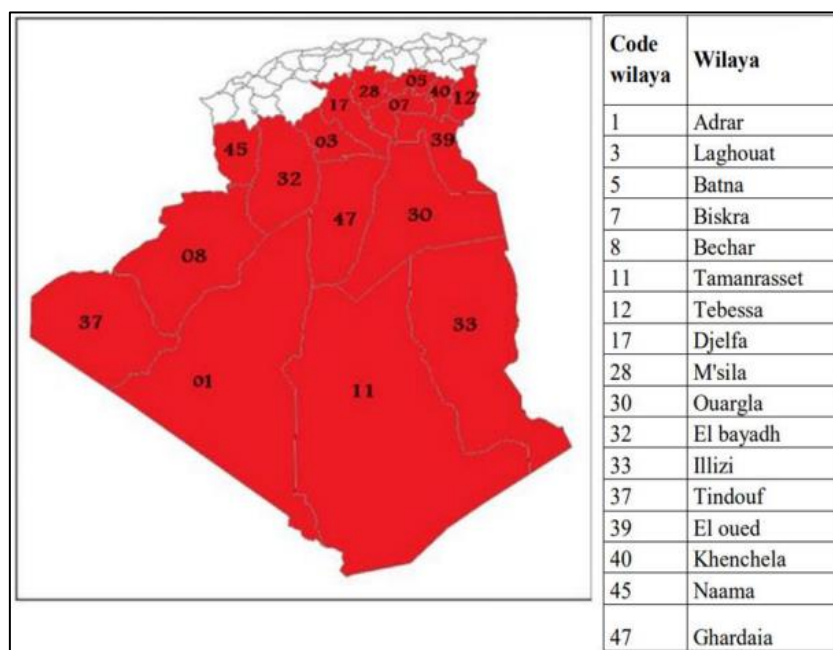 05
28
40
12
17
07
03
39
45
32
47
30
08
37
33
01
11
Code wilaya Wilaya
1 Adrar
3 Laghouat
5 Batna
7 Biskra
8 Bechar
11 Tamanrasset
12 Tebessa
17 Djelfa
28 M'sila
30 Ouargla
32 El bayadh
33 Illizi
37 Tindouf
39 El oued
40 Khenchela
45 Naama
47 Ghardaia